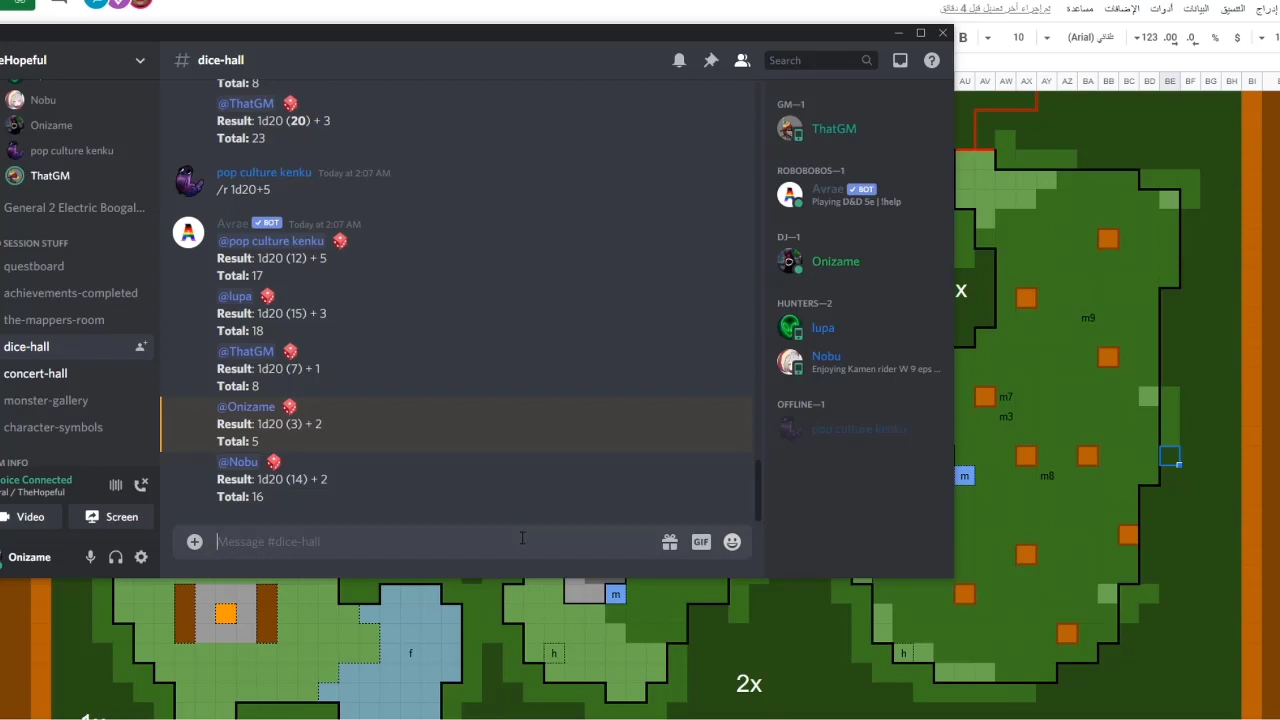 إدراج
التنسيق
البيانات
أدوات
الإضافات
مساعدة
تم إجراء آخر تعديل قبل 4 دقائق
B
10
تلقائي (Arial)
123
.00
.0
%
$
AU AV AW AX AY AZ BA BB BC BD BE BF BG BH BI
eHopeful
Nobu
Onizame
pop culture kenku
ThatGM
General 2 Electric Boogal...
SESSION STUFF
questboard
achievements-completed
the-mappers-room
dice-hall
concert-hall
monster-gallery
character-symbols
M INFO
oice Connected
ral / TheHopeful
Video
Screen
Onizame
# dice-hall
Search
Total: 8
@ThatGM
Result: 1d20 (20) + 3
Total: 23
pop culture kenku Today at 2:07 AM
/r 1d20+5
Avrae BOT Today at 2:07 AM
@pop culture kenku
Result: 1d20 (12) + 5
Total: 17
@lupa
Result: 1d20 (15) + 3
Total: 18
@ThatGM
Result: 1d20 (7) + 1
Total: 8
@Onizame
Result: 1d20 (3) + 2
Total: 5
@Nobu
Result: 1d20 (14) + 2
Total: 16
Message #dice-hall
GIF
GM—1
ThatGM
ROBOBOBOS—1
Avrae BOT
Playing D&D 5e | !help
DJ—1
Onizame
HUNTERS—2
lupa
Nobu
Enjoying Kamen rider W 9 eps ...
OFFLINE—1
pop culture kenku
x
m9
m7
m3
m
m8
m
f
h
h
2x